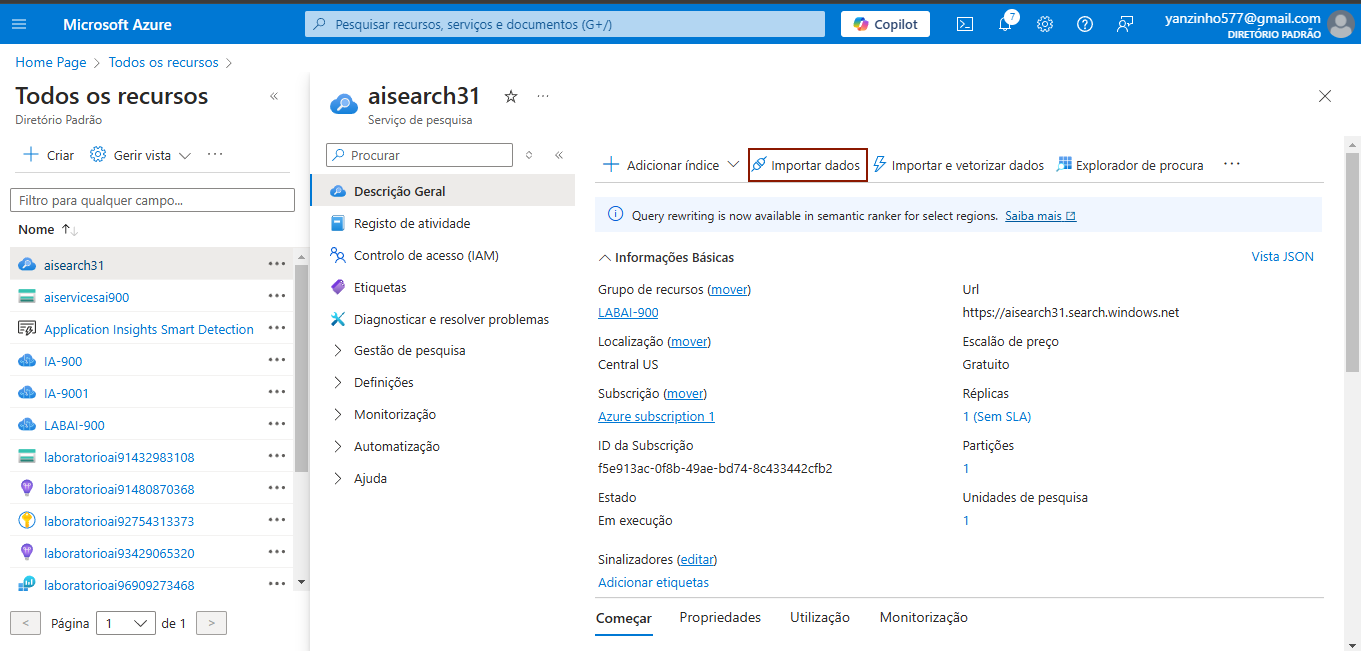 Microsoft Azure
Pesquisar recursos, serviços e documentos (G+/)
Copilot
7
yanzinho577@gmail.com
DIRETÓRIO PADRÃO
Home Page > Todos os recursos >
Todos os recursos
Diretório Padrão
Criar
Gerir vista
Filtro para qualquer campo...
Nome
aisearch31
aiservicesai900
Application Insights Smart Detection
IA-900
IA-9001
LABAI-900
laboratorioai91432983108
laboratorioai91480870368
laboratorioai92754313373
laboratorioai93429065320
laboratorioai96909273468
< Página 1 de 1 >
aisearch31
Serviço de pesquisa
Procurar
Descrição Geral
Registo de atividade
Controlo de acesso (IAM)
Etiquetas
Diagnosticar e resolver problemas
Gestão de pesquisa
Definições
Monitorização
Automatização
Ajuda
Adicionar índice
Importar dados
Importar e vetorizar dados
Explorador de procura
Query rewriting is now available in semantic ranker for select regions. Saiba mais
Informações Básicas
Vista JSON
Grupo de recursos (mover)
LABAI-900
Localização (mover)
Central US
Subscrição (mover)
Azure subscription 1
ID da Subscrição
f5e913ac-0f8b-49ae-bd74-8c433442cfb2
Estado
Em execução
Url
https://aisearch31.search.windows.net
Escalão de preço
Gratuito
Réplicas
1 (Sem SLA)
Partições
1
Unidades de pesquisa
1
Sinalizadores (editar)
Adicionar etiquetas
Começar
Propriedades
Utilização
Monitorização